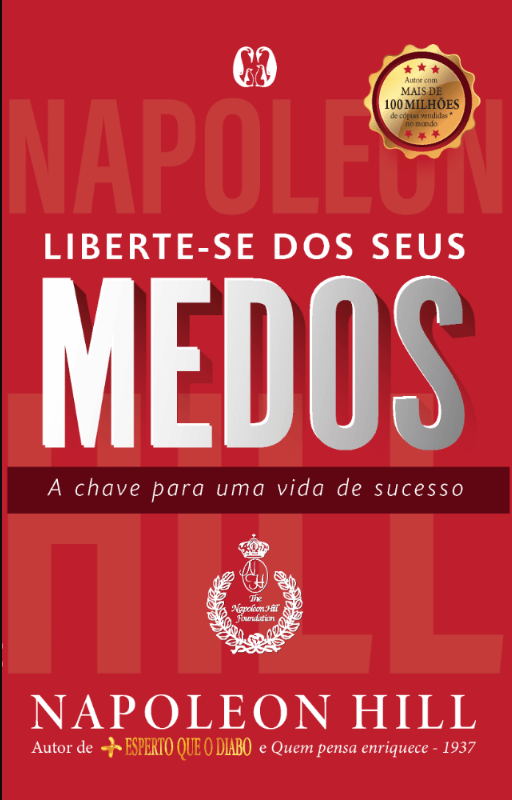 NAPOLEON
Autor com
MAIS DE
100 MILHÕES
de cópias vendidas *
no mundo
LIBERTE-SE DOS SEUS
MEDOS
HILL
A chave para uma vida de sucesso
The
Napoleon Hill
Foundation
NAPOLEON HILL
Autor de + ESPERTO QUE O DIABO e Quem pensa enriquece - 1937